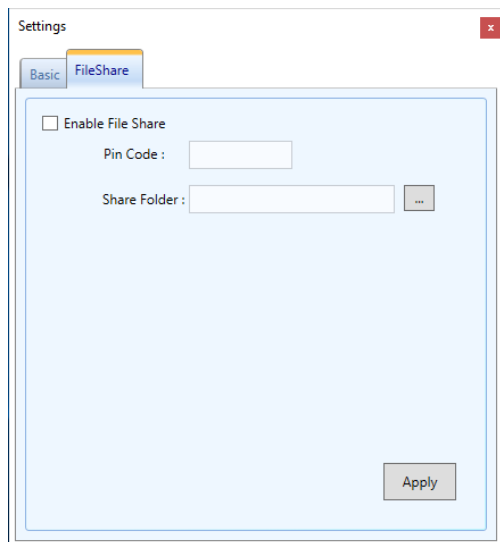 Settings
x
Basic FileShare
Enable File Share
Pin Code :
Share Folder : ...
Apply